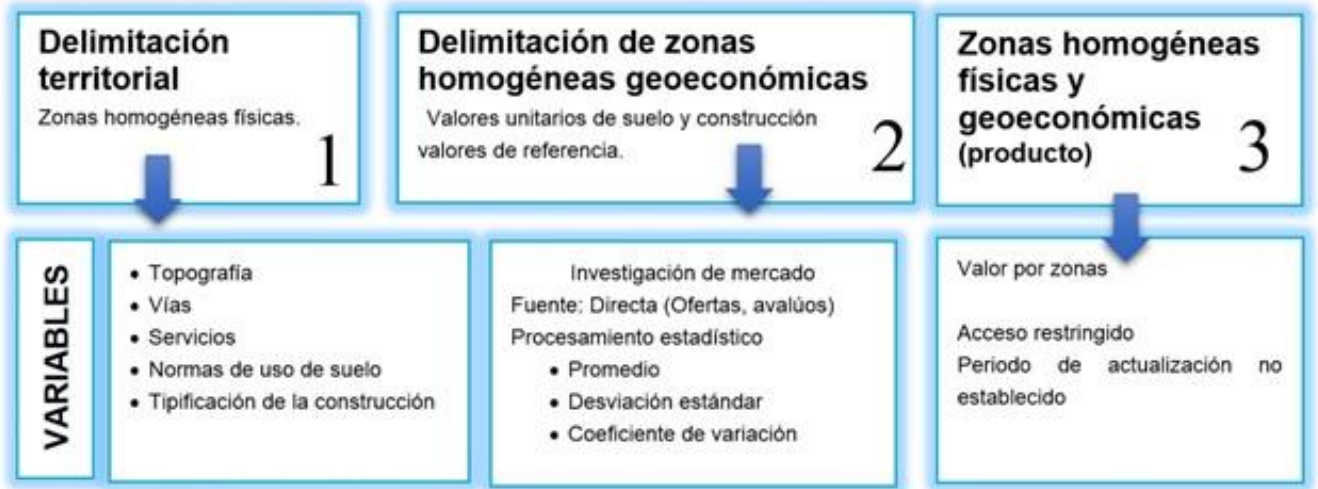 Delimitación
territorial
Zonas homogéneas físicas.
1
Delimitación de zonas
homogéneas geoeconómicas
Valores unitarios de suelo y construcción
valores de referencia.
2
Zonas homogéneas
físicas y
geoeconómicas
(producto)
3
VARIABLES
• Topografía
• Vías
• Servicios
• Normas de uso de suelo
• Tipificación de la construcción
Investigación de mercado
Fuente: Directa (Ofertas, avalúos)
Procesamiento estadístico
• Promedio
• Desviación estándar
• Coeficiente de variación
Valor por zonas
Acceso restringido
Periodo de actualización no
establecido